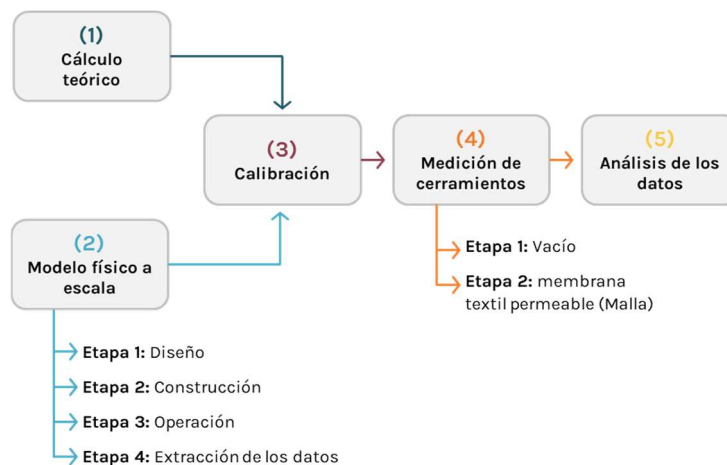 (1)
Cálculo
teórico
(3)
Calibración
(4)
Medición de
cerramientos
(5)
Análisis de los
datos
(2)
Modelo físico a
escala
Etapa 1: Vacío
Etapa 2: membrana
textil permeable (Malla)
Etapa 1: Diseño
Etapa 2: Construcción
Etapa 3: Operación
Etapa 4: Extracción de los datos